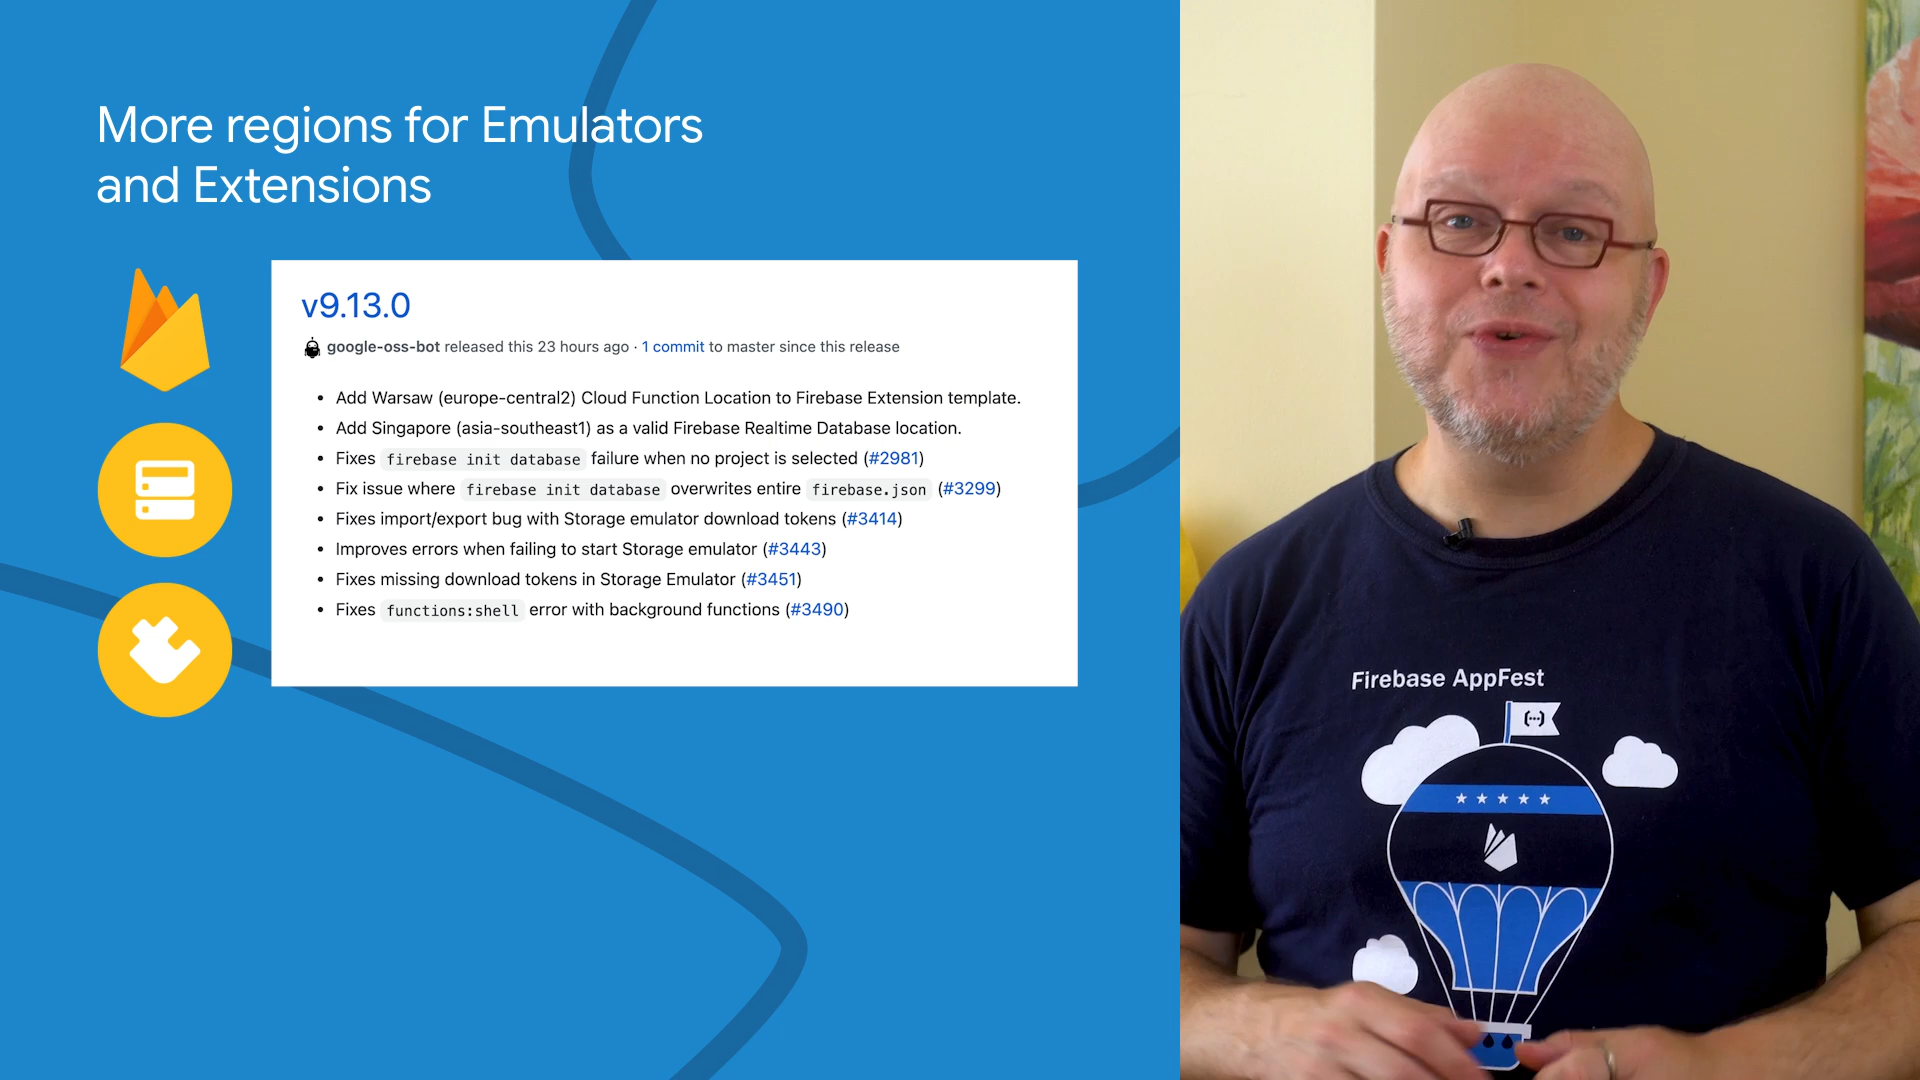 More regions for Emulators
and Extensions
v9.13.0
google-oss-bot released this 23 hours ago · 1 commit to master since this release
• Add Warsaw (europe-central2) Cloud Function Location to Firebase Extension template.
• Add Singapore (asia-southeast1) as a valid Firebase Realtime Database location.
• Fixes firebase init database failure when no project is selected (#2981)
• Fix issue where firebase init database overwrites entire firebase.json (#3299)
• Fixes import/export bug with Storage emulator download tokens (#3414)
• Improves errors when failing to start Storage emulator (#3443)
• Fixes missing download tokens in Storage Emulator (#3451)
• Fixes functions:shell error with background functions (#3490)
Firebase AppFest